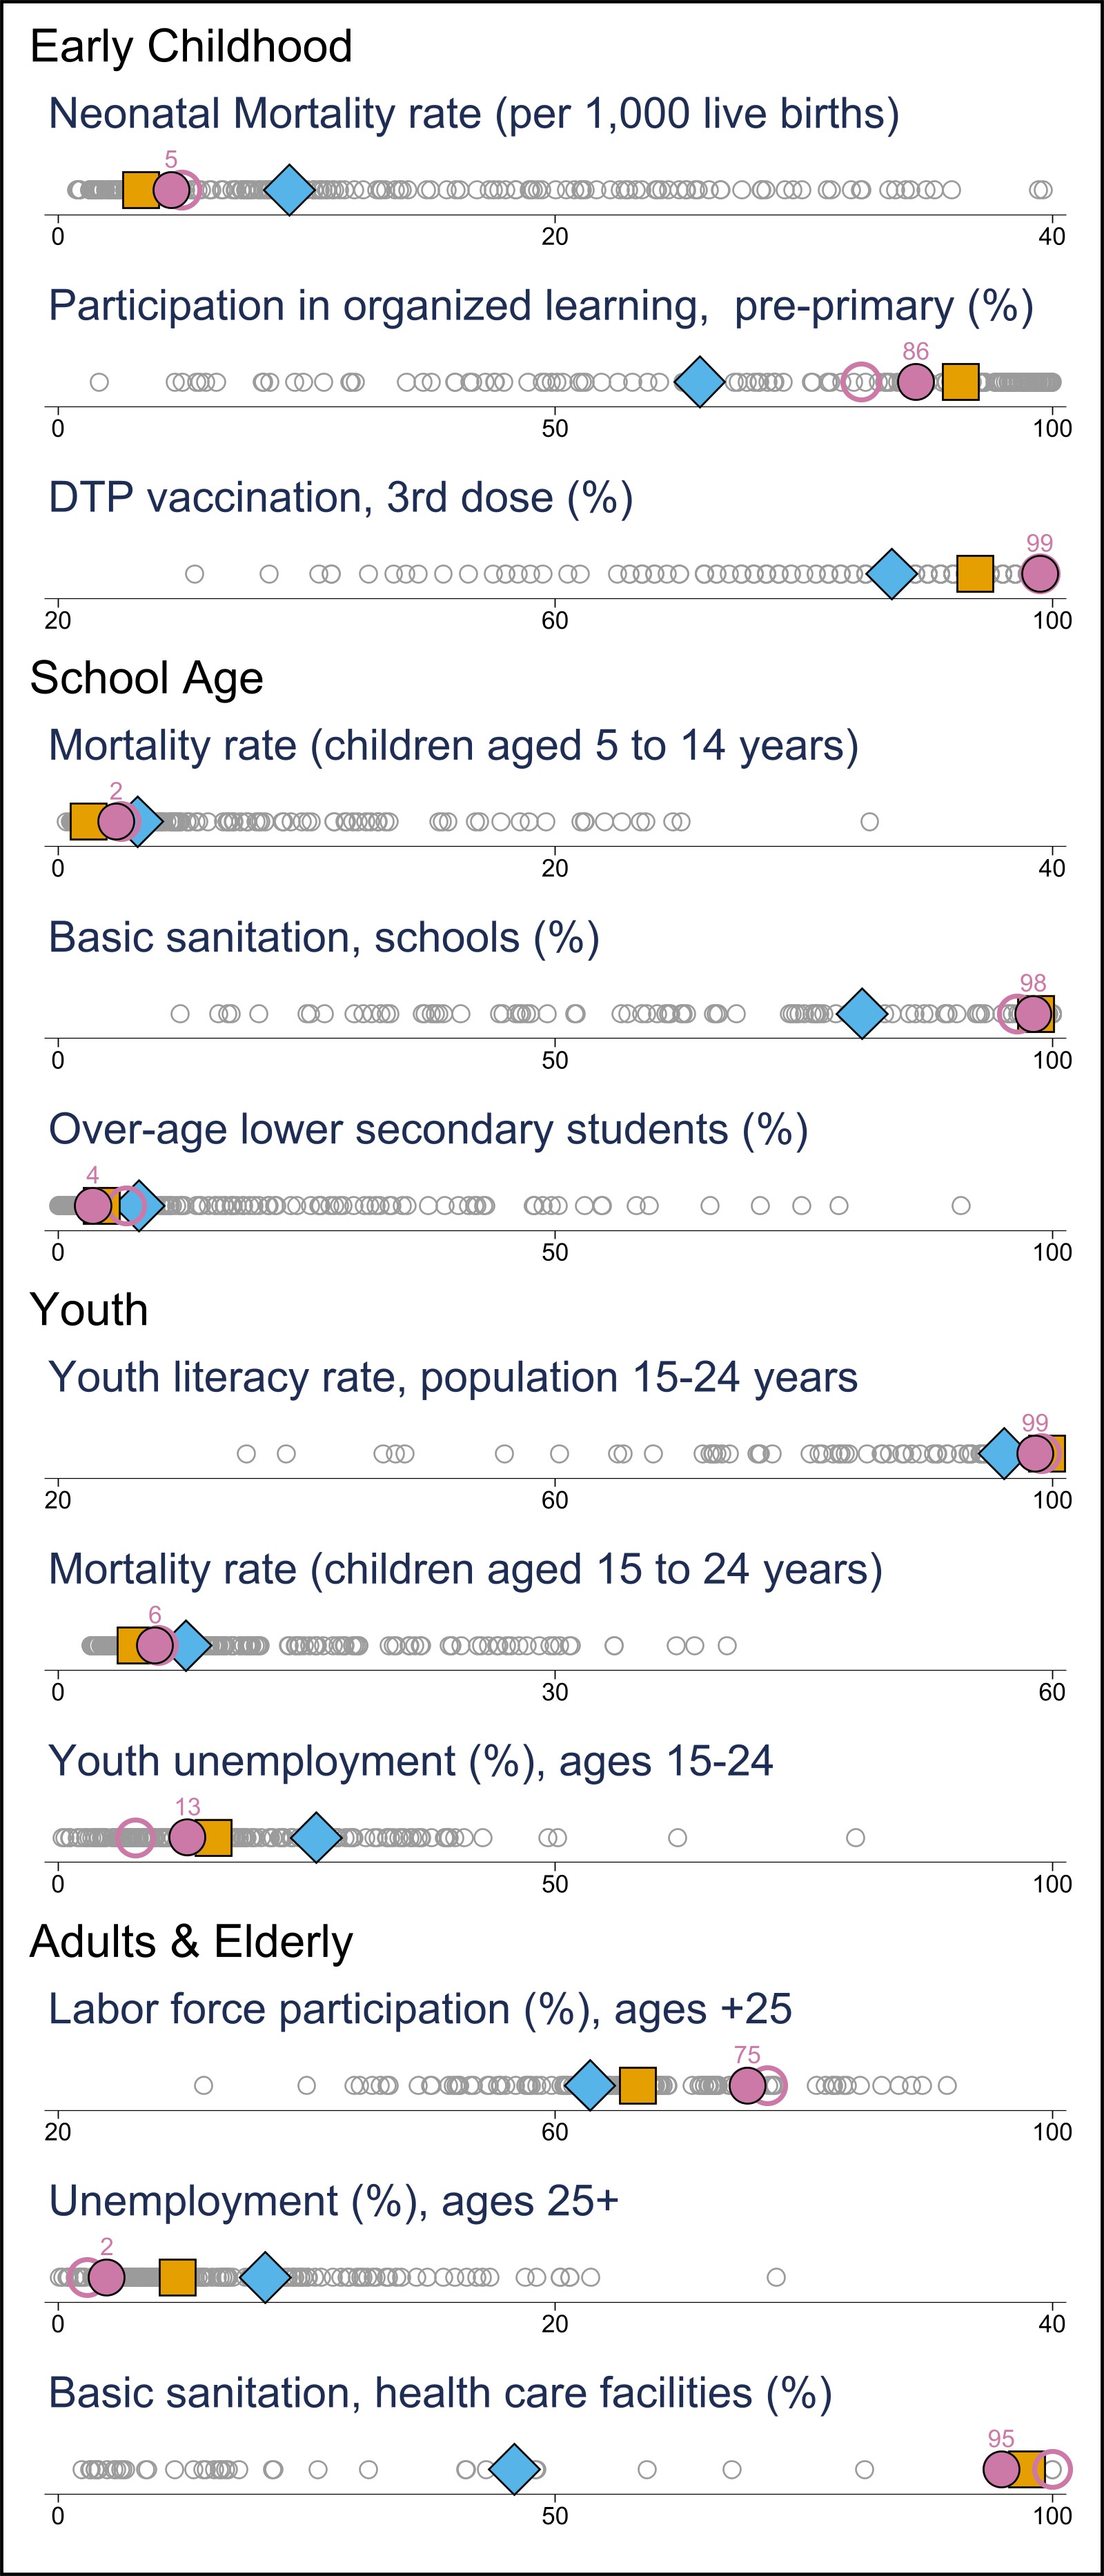 Early Childhood
Neonatal Mortality rate (per 1,000 live births)
5
0 20 40
Participation in organized learning,  pre-primary (%)
86
0 50 100
DTP vaccination, 3rd dose (%)
99
20 60 100
School Age
Mortality rate (children aged 5 to 14 years)
2
0 20 40
Basic sanitation, schools (%)
98
0 50 100
Over-age lower secondary students (%)
4
0 50 100
Youth
Youth literacy rate, population 15-24 years
99
20 60 100
Mortality rate (children aged 15 to 24 years)
6
0 30 60
Youth unemployment (%), ages 15-24
13
0 50 100
Adults & Elderly
Labor force participation (%), ages +25
75
20 60 100
Unemployment (%), ages 25+
2
0 20 40
Basic sanitation, health care facilities (%)
95
0 50 100